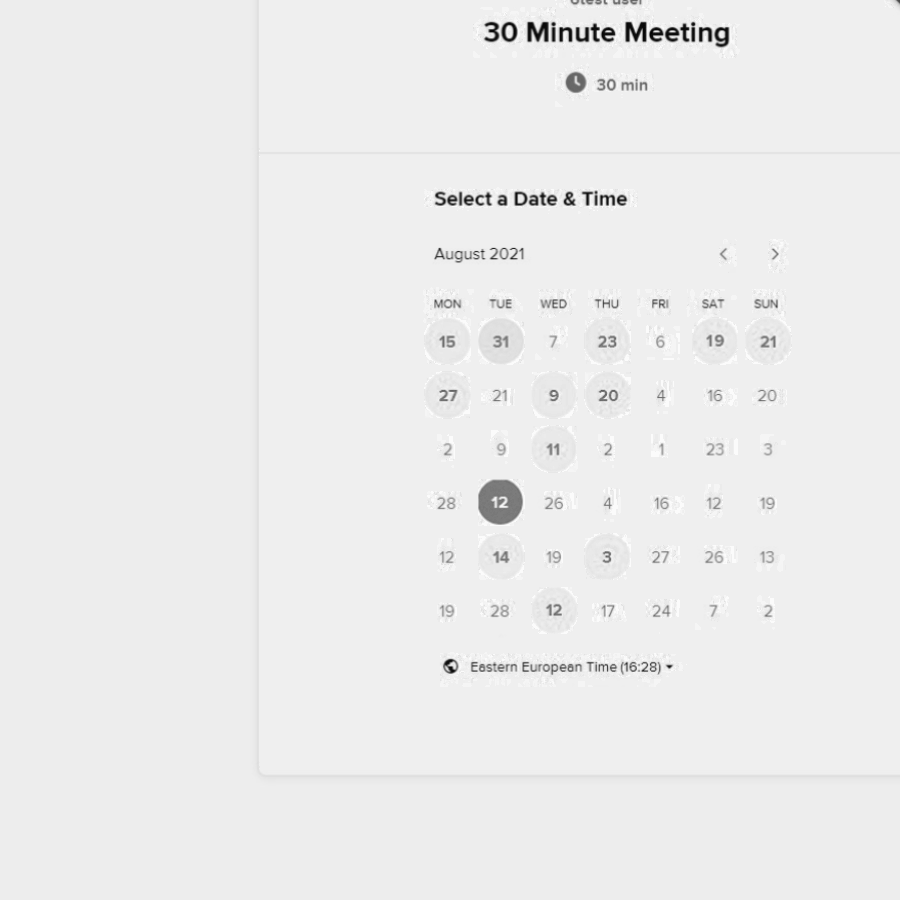 otest user
30 Minute Meeting
30 min
Select a Date & Time
August 2021
MON TUE WED THU FRI SAT SUN
15 31 7 23 6 19 21
27 21 9 20 4 16 20
2 9 11 2 1 23 3
28 12 26 4 16 12 19
12 14 19 3 27 26 13
19 28 12 17 24 7 2
Eastern European Time (16:28)